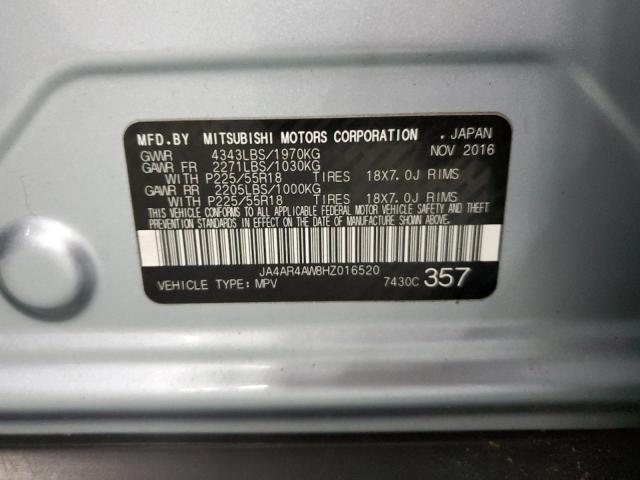 MFD.BY MITSUBISHI MOTORS CORPORATION , JAPAN
GVWR 4343LBS/1970KG NOV 2016
GAWR FR 2271LBS/1030KG
WITH P225/55R18 TIRES 18X7.0J RIMS
GAWR RR 2205LBS/1000KG
WITH P225/55R18 TIRES 18X7.0J RIMS
THIS VEHICLE CONFORMS TO ALL APPLICABLE FEDERAL MOTOR VEHICLE SAFETY AND THEFT
PREVENTION STANDARDS IN EFFECT ON THE DATE OF MANUFACTURE SHOWN ABOVE.
JA4AR4AW8HZ016520
VEHICLE TYPE: MPV 7430C 357